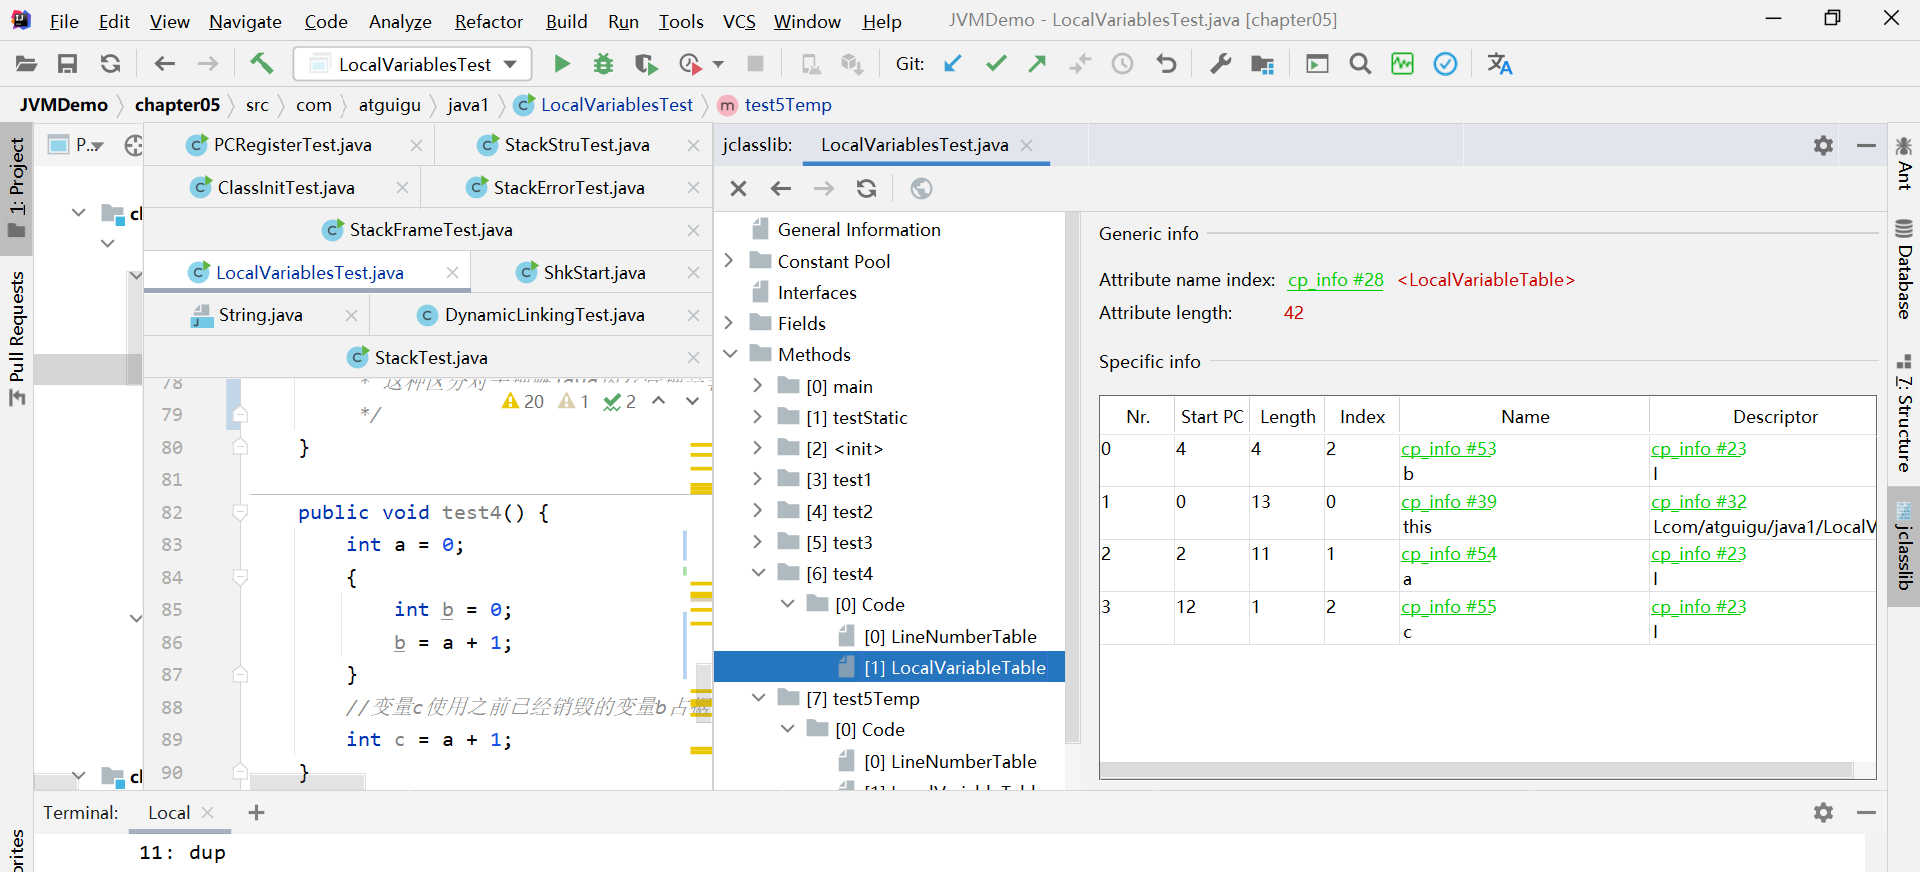 File Edit View Navigate Code Analyze Refactor Build Run Tools VCS Window Help JVMDemo - LocalVariablesTest.java [chapter05]
LocalVariablesTest Git:
JVMDemo chapter05 src com atguigu java1 LocalVariablesTest test5Temp
1: Project
Pull Requests
P..
PCRegisterTest.java StackStruTest.java
ClassInitTest.java StackErrorTest.java
StackFrameTest.java
LocalVariablesTest.java ShkStart.java
String.java DynamicLinkingTest.java
StackTest.java
20 1 2
78
79 */
80 }
81
82 public void test4() {
83 int a = 0;
84 {
85 int b = 0;
86 b = a + 1;
87 }
88 //变量c使用之前已经销毁的变量b占据
89 int c = a + 1;
90 }
jclasslib: LocalVariablesTest.java
General Information
Constant Pool
Interfaces
Fields
Methods
[0] main
[1] testStatic
[2] <init>
[3] test1
[4] test2
[5] test3
[6] test4
[0] Code
[0] LineNumberTable
[1] LocalVariableTable
[7] test5Temp
[0] Code
[0] LineNumberTable
Generic info
Attribute name index: cp_info #28 <LocalVariableTable>
Attribute length: 42
Specific info
Nr. Start PC Length Index Name Descriptor
0 4 4 2 cp_info #53 cp_info #23
b I
1 0 13 0 cp_info #39 cp_info #32
this Lcom/atguigu/java1/LocalV
2 2 11 1 cp_info #54 cp_info #23
a I
3 12 1 2 cp_info #55 cp_info #23
c I
Ant
Database
7: Structure
jclasslib
Terminal: Local
11: dup